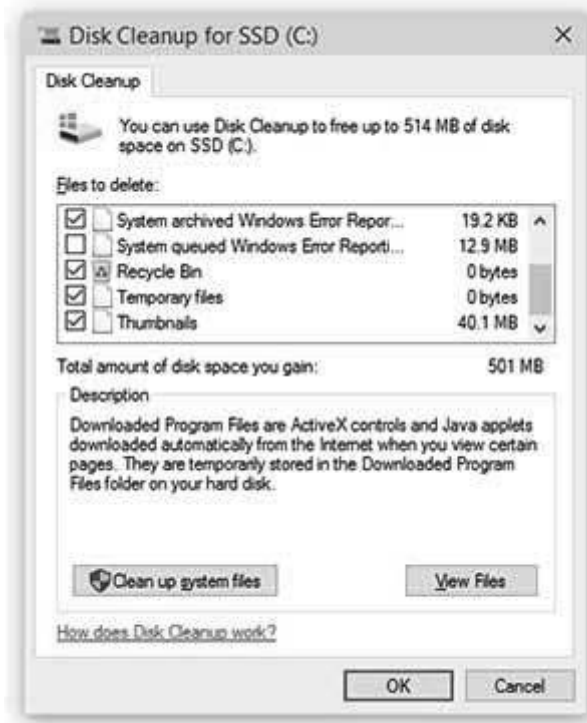 Disk Cleanup for SSD (C:)
Disk Cleanup
You can use Disk Cleanup to free up to 514 MB of disk
space on SSD (C:).
Files to delete:
System archived Windows Error Repor... 19.2 KB
System queued Windows Error Reporti... 12.9 MB
Recycle Bin 0 bytes
Temporary files 0 bytes
Thumbnails 40.1 MB
Total amount of disk space you gain: 501 MB
Description
Downloaded Program Files are ActiveX controls and Java applets
downloaded automatically from the Internet when you view certain
pages. They are temporarily stored in the Downloaded Program
Files folder on your hard disk.
Clean up system files View Files
How does Disk Cleanup work?
OK Cancel